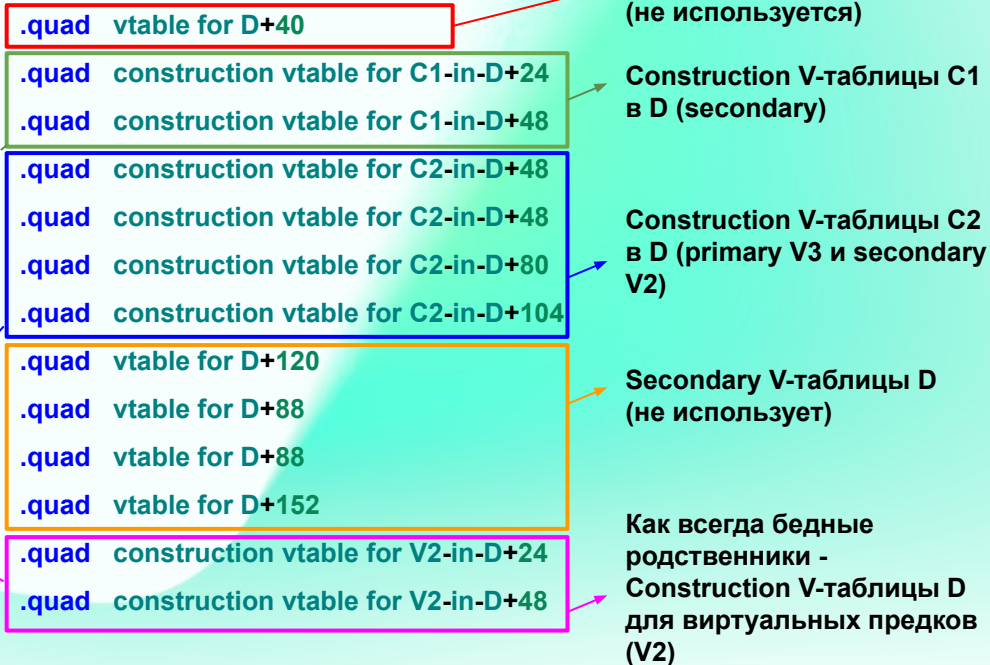 (не используется)
.quad vtable for D+40
.quad construction vtable for C1-in-D+24
.quad construction vtable for C1-in-D+48
Construction V-таблицы C1
в D (secondary)
.quad construction vtable for C2-in-D+48
.quad construction vtable for C2-in-D+48
.quad construction vtable for C2-in-D+80
.quad construction vtable for C2-in-D+104
Construction V-таблицы C2
в D (primary V3 и secondary
V2)
.quad vtable for D+120
.quad vtable for D+88
.quad vtable for D+88
.quad vtable for D+152
Secondary V-таблицы D
(не использует)
.quad construction vtable for V2-in-D+24
.quad construction vtable for V2-in-D+48
Как всегда бедные
родственники -
Construction V-таблицы D
для виртуальных предков
(V2)